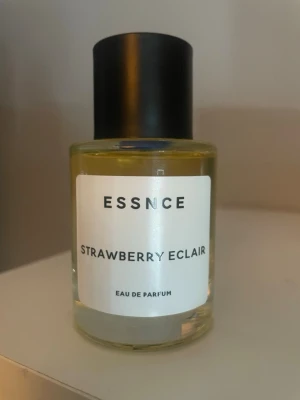 ESSNCE
STRAWBERRY ECLAIR
EAU DE PARFUM